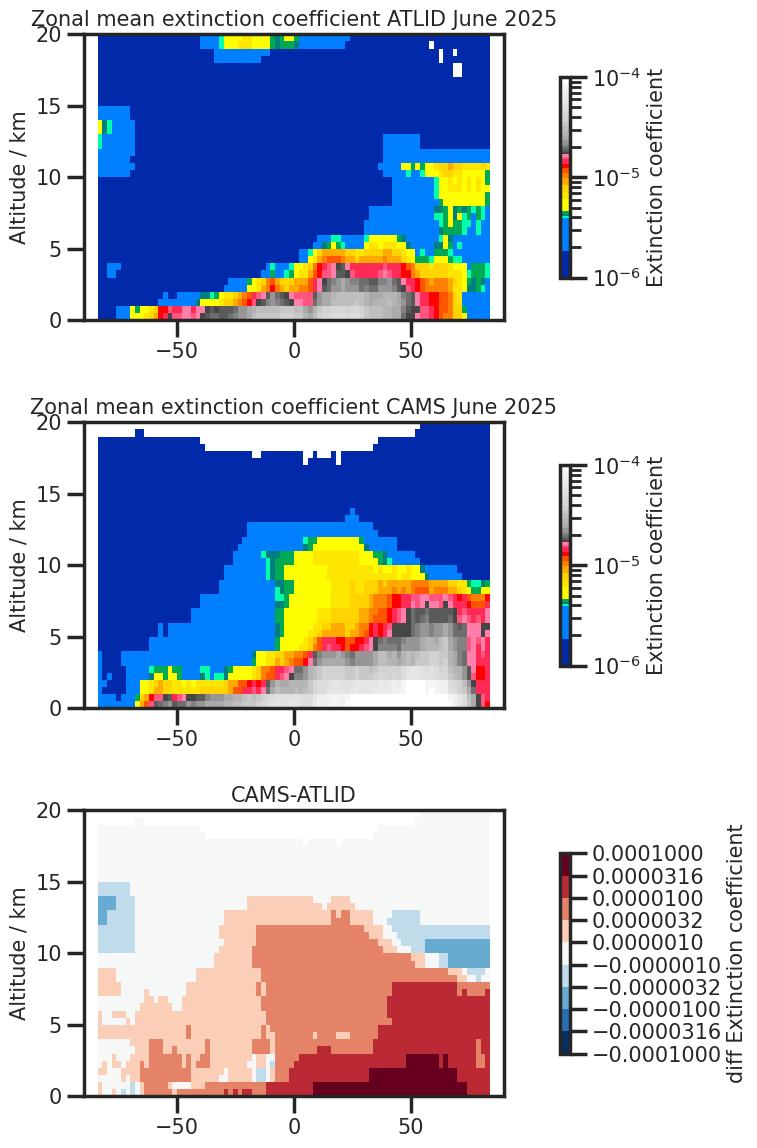 Zonal mean extinction coefficient ATLID June 2025
20
15
10
5
0
Altitude / km
−50 0 50
10⁻⁴
10⁻⁵
10⁻⁶
Extinction coefficient
Zonal mean extinction coefficient CAMS June 2025
20
15
10
5
0
Altitude / km
−50 0 50
10⁻⁴
10⁻⁵
10⁻⁶
Extinction coefficient
CAMS-ATLID
20
15
10
5
0
Altitude / km
−50 0 50
0.0001000
0.0000316
0.0000100
0.0000032
0.0000010
−0.0000010
−0.0000032
−0.0000100
−0.0000316
−0.0001000
diff Extinction coefficient